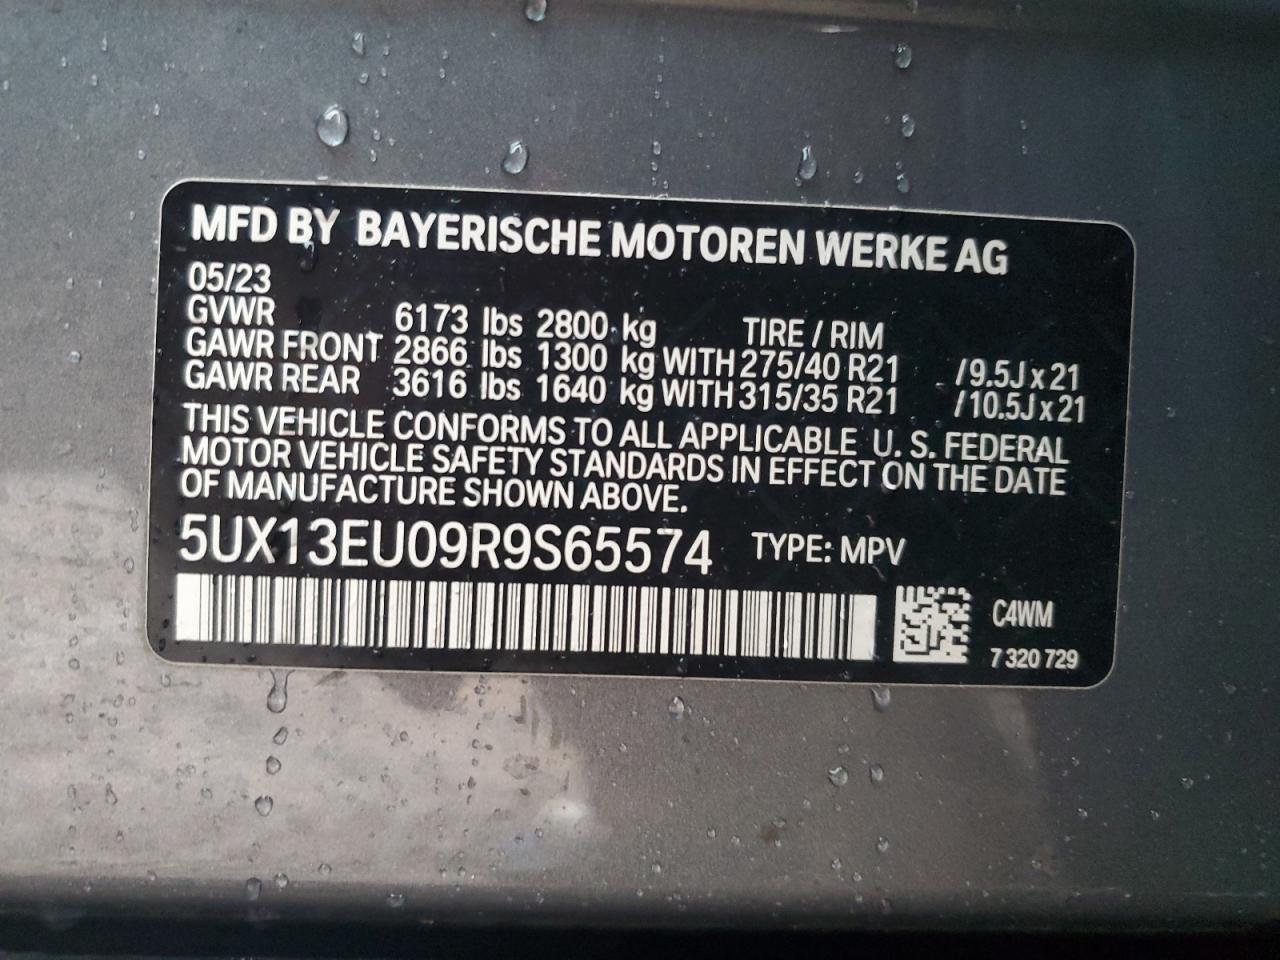 MFD BY BAYERISCHE MOTOREN WERKE AG
05/23
GVWR 6173 lbs 2800 kg TIRE / RIM
GAWR FRONT 2866 lbs 1300 kg WITH 275/40 R21 / 9.5J x 21
GAWR REAR 3616 lbs 1640 kg WITH 315/35 R21 / 10.5J x 21
THIS VEHICLE CONFORMS TO ALL APPLICABLE U. S. FEDERAL
MOTOR VEHICLE SAFETY STANDARDS IN EFFECT ON THE DATE
OF MANUFACTURE SHOWN ABOVE.
5UX13EU09R9S65574 TYPE: MPV
C4WM
7 320 729